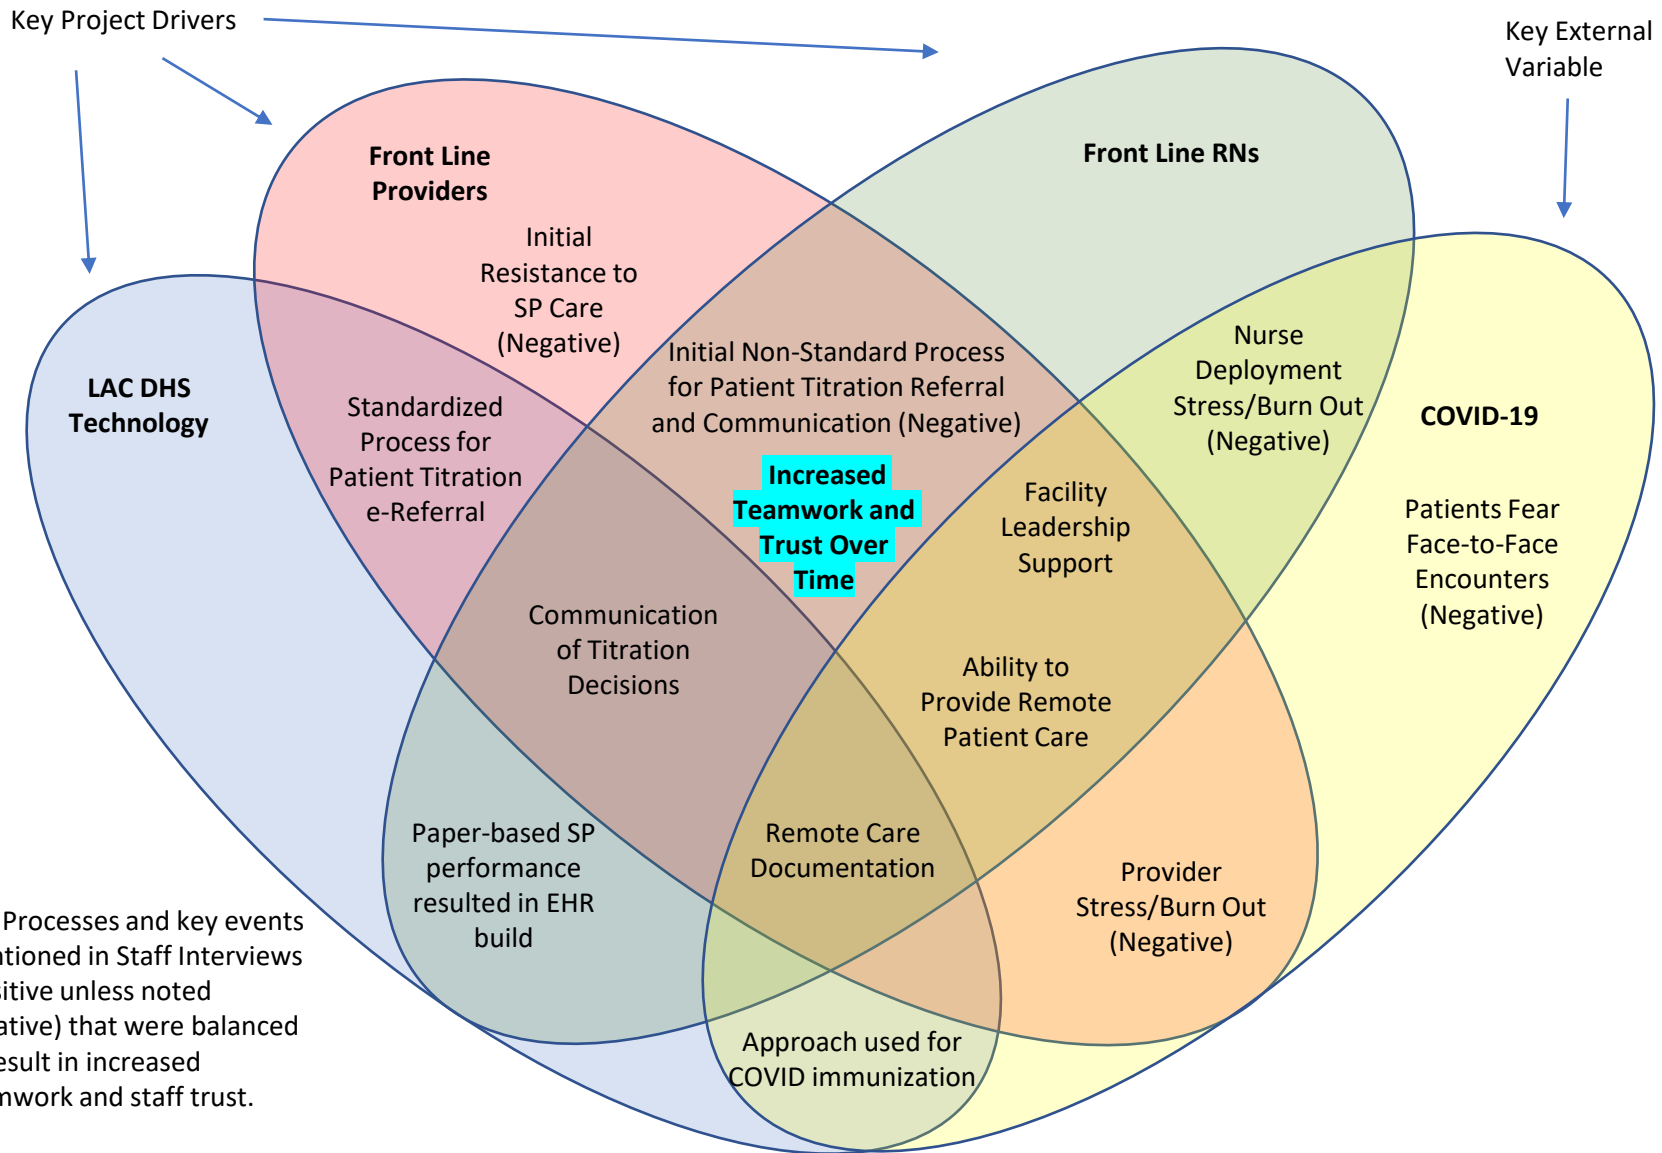 Key Project Drivers
Key External
Variable
Front Line
Providers
Front Line RNs
Initial
Resistance to
SP Care
(Negative)
LAC DHS
Technology
Standardized
Process for
Patient Titration
e-Referral
Initial Non-Standard Process
for Patient Titration Referral
and Communication (Negative)
Increased
Teamwork and
Trust Over
Time
Nurse
Deployment
Stress/Burn Out
(Negative)
COVID-19
Facility
Leadership
Support
Patients Fear
Face-to-Face
Encounters
(Negative)
Communication
of Titration
Decisions
Ability to
Provide Remote
Patient Care
Paper-based SP
performance
resulted in EHR
build
Remote Care
Documentation
Provider
Stress/Burn Out
(Negative)
Approach used for
COVID immunization
Processes and key events
ntioned in Staff Interviews
sitive unless noted
ative) that were balanced
esult in increased
mwork and staff trust.